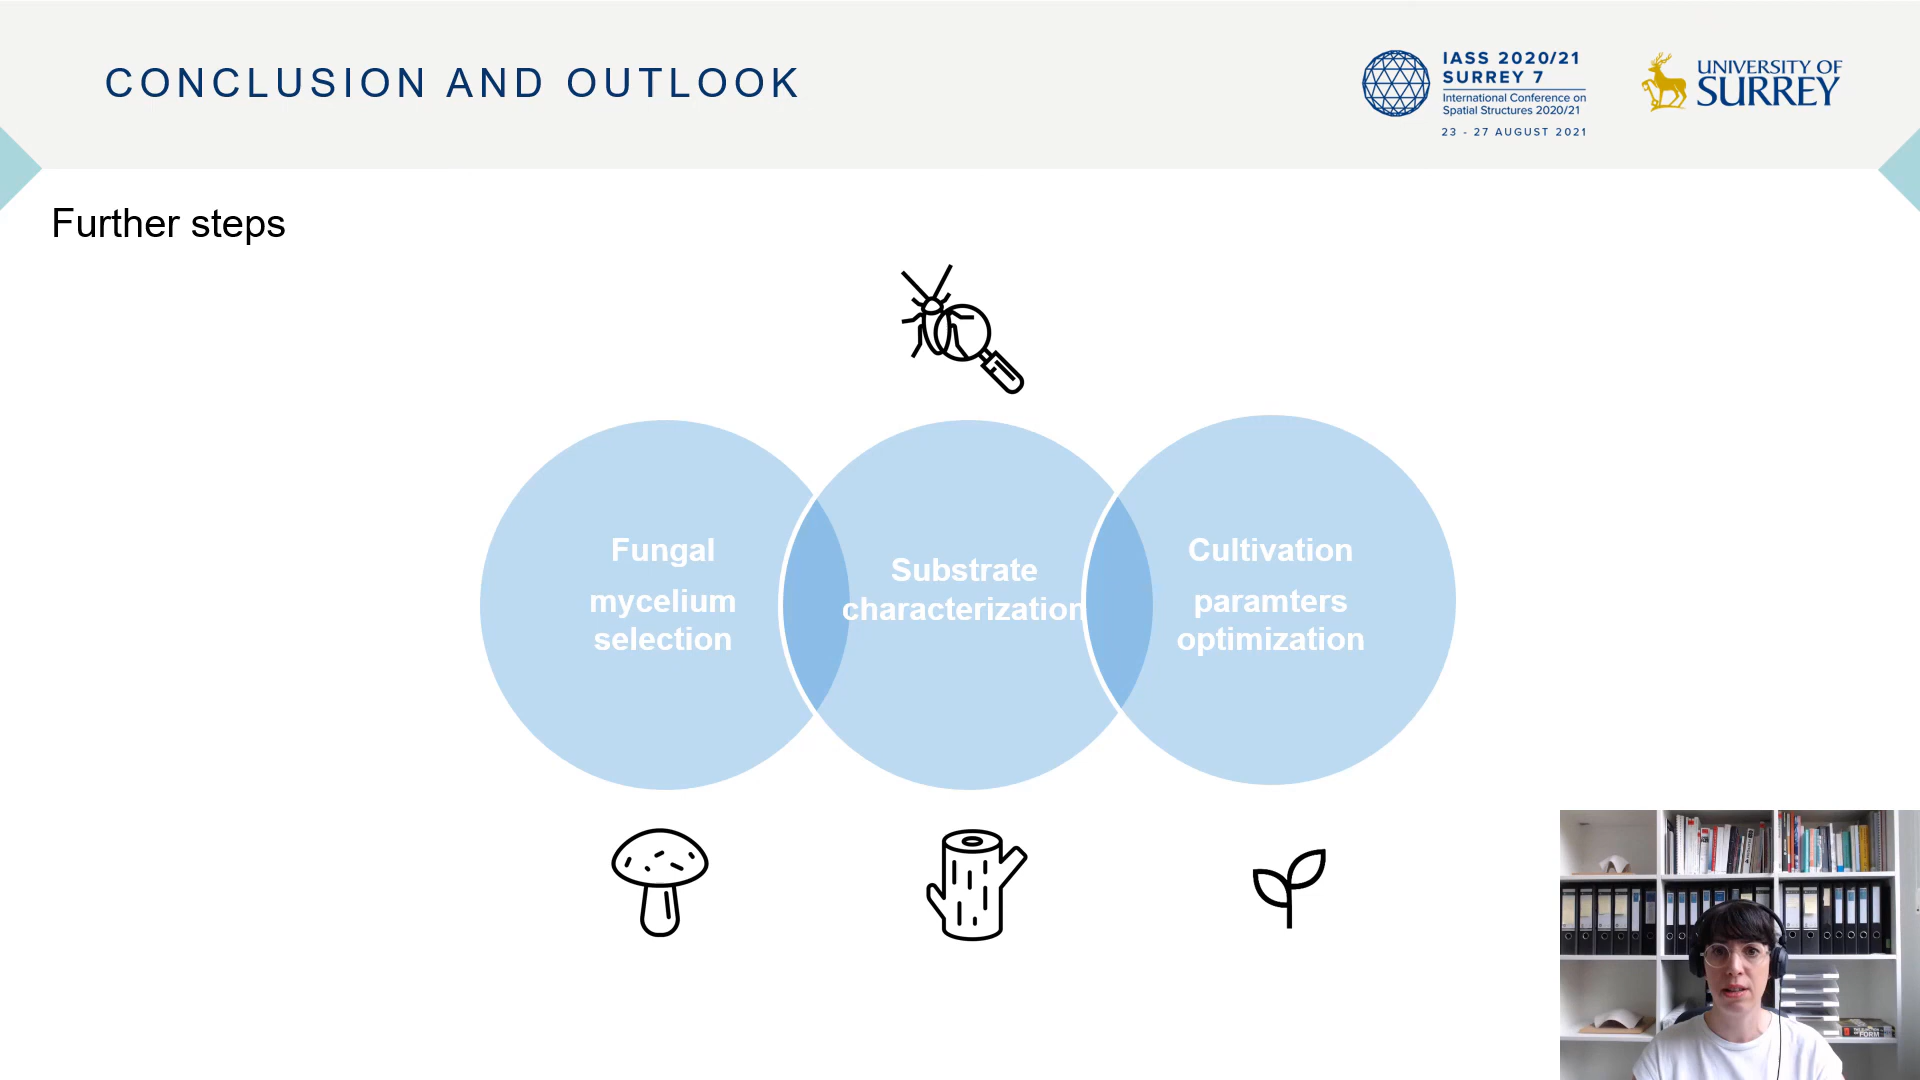 CONCLUSION AND OUTLOOK
IASS 2020/21
SURREY 7
International Conference on
Spatial Structures 2020/21
23 - 27 AUGUST 2021
UNIVERSITY OF
SURREY
Further steps
Fungal
mycelium
selection
Substrate
characterization
Cultivation
paramters
optimization
FORM